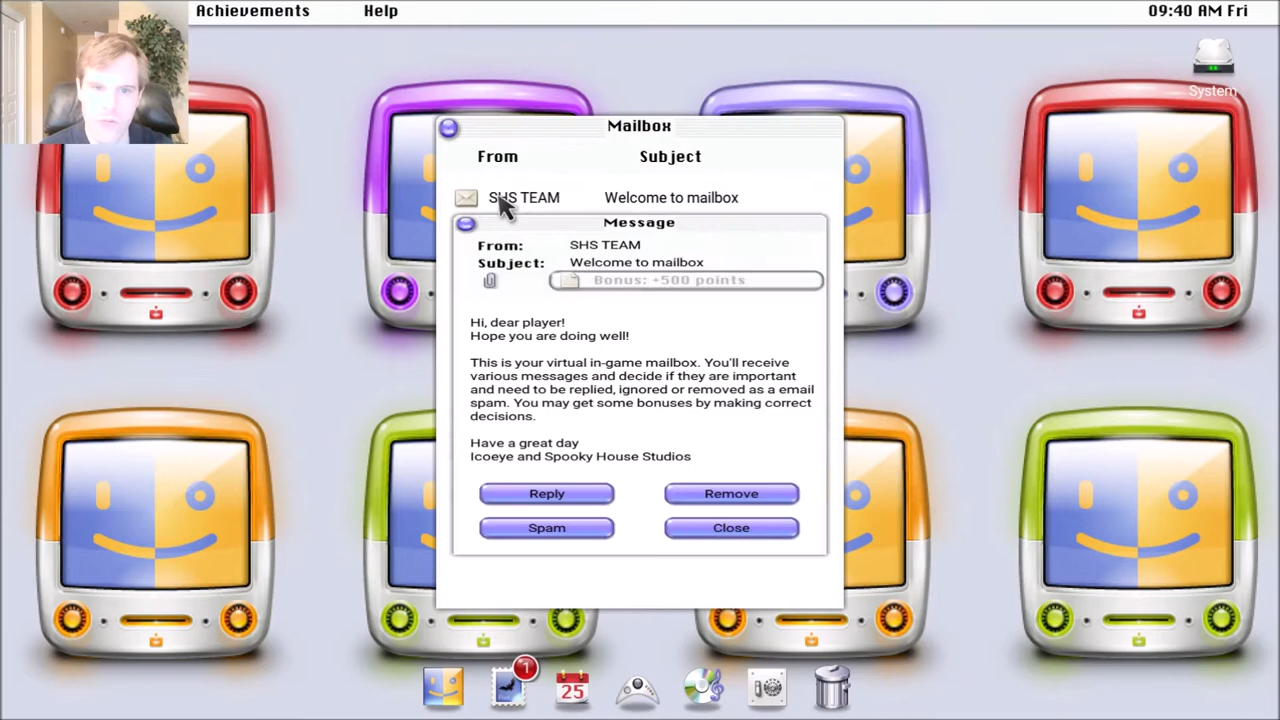 Achievements Help 09:40 AM Fri
System
Mailbox
From Subject
SHS TEAM Welcome to mailbox
Message
From: SHS TEAM
Subject: Welcome to mailbox
Bonus: +500 points
Hi, dear player!
Hope you are doing well!
This is your virtual in-game mailbox. You'll receive
various messages and decide if they are important
and need to be replied, ignored or removed as a email
spam. You may get some bonuses by making correct
decisions.
Have a great day
Icoeye and Spooky House Studios
Reply Remove
Spam Close
1
25